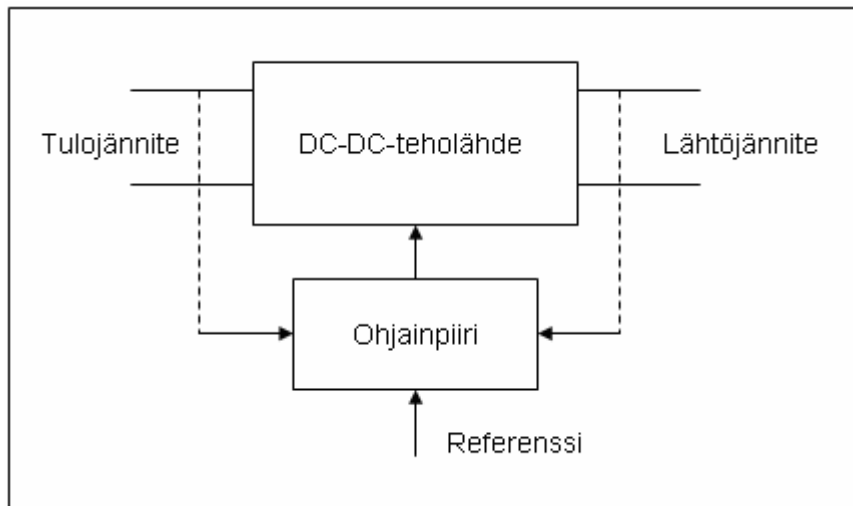 Tulojännite
DC-DC-teholähde
Lähtöjännite
Ohjainpiiri
Referenssi